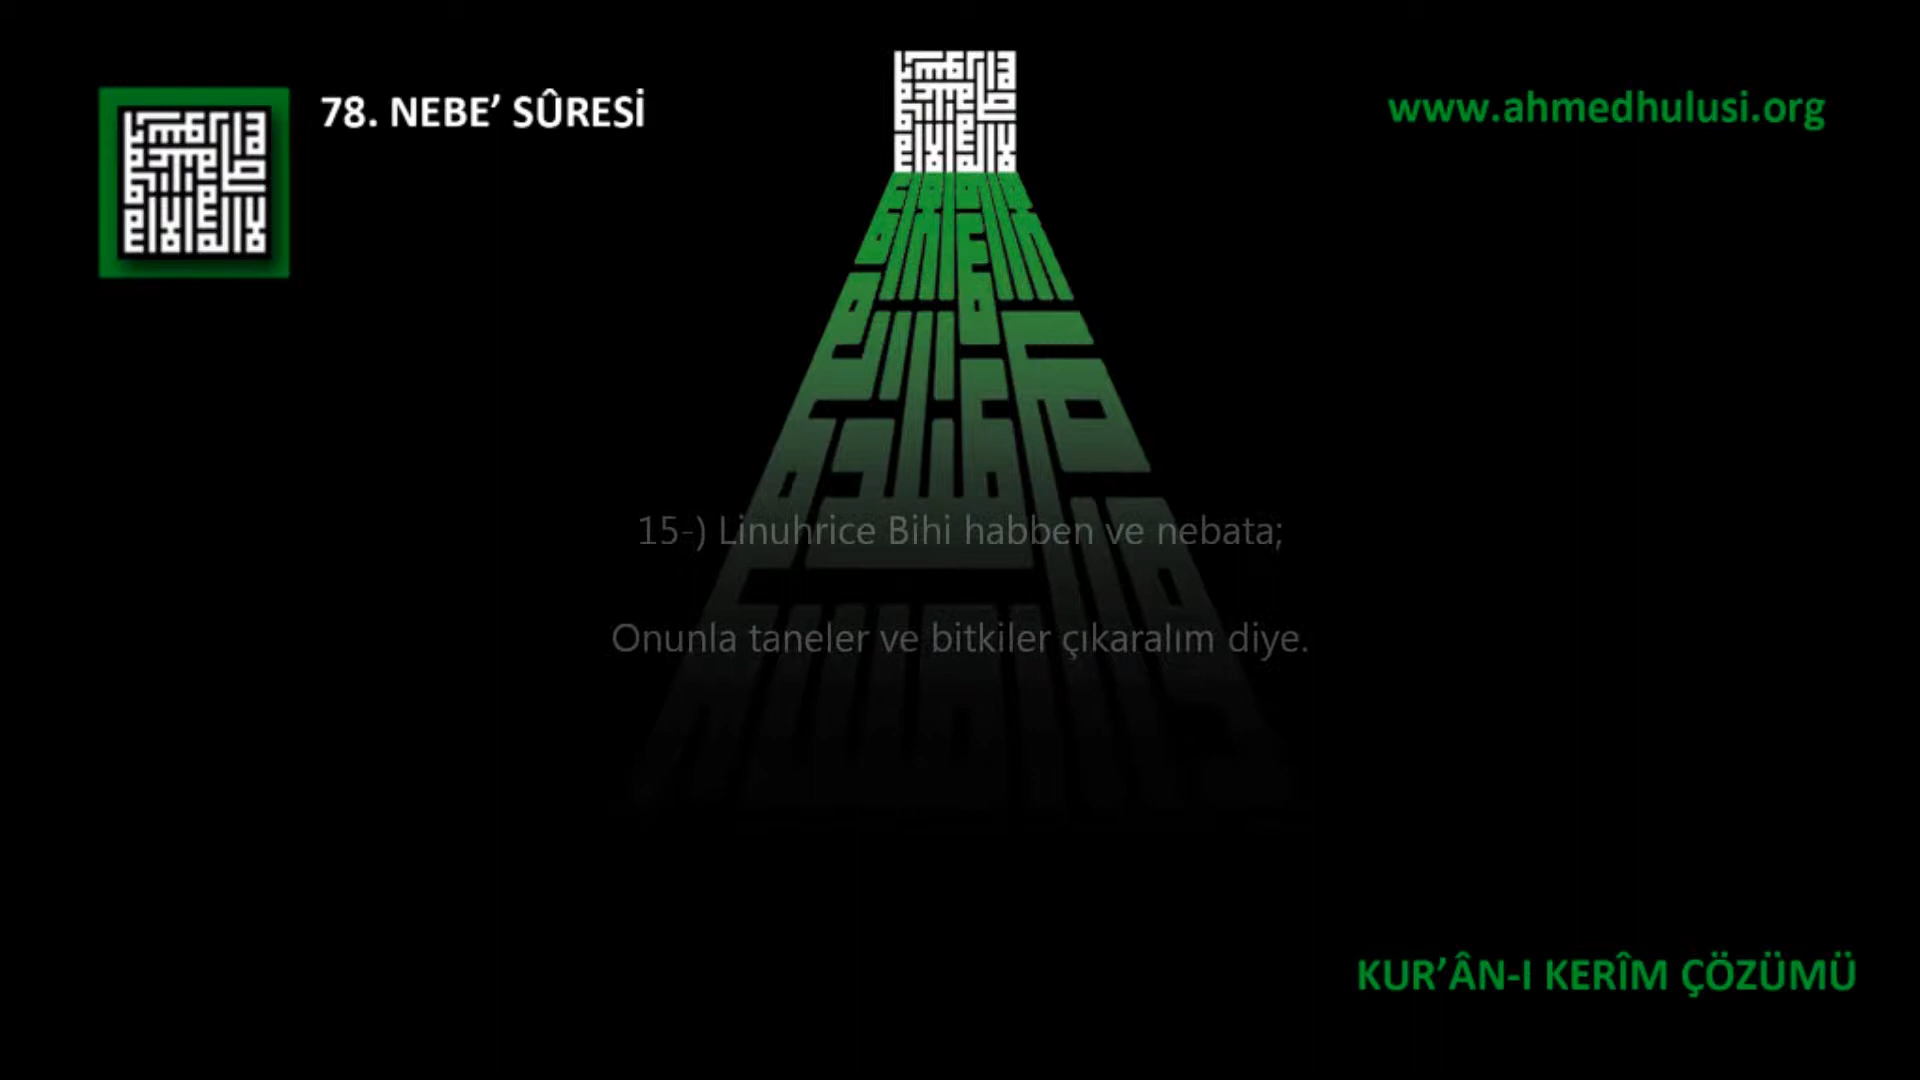 78. NEBE’ SÛRESİ
www.ahmedhulusi.org
15-) Linuhrice Bihi habben ve nebata;
Onunla taneler ve bitkiler çıkaralım diye.
KUR’ÂN-I KERÎM ÇÖZÜMÜ